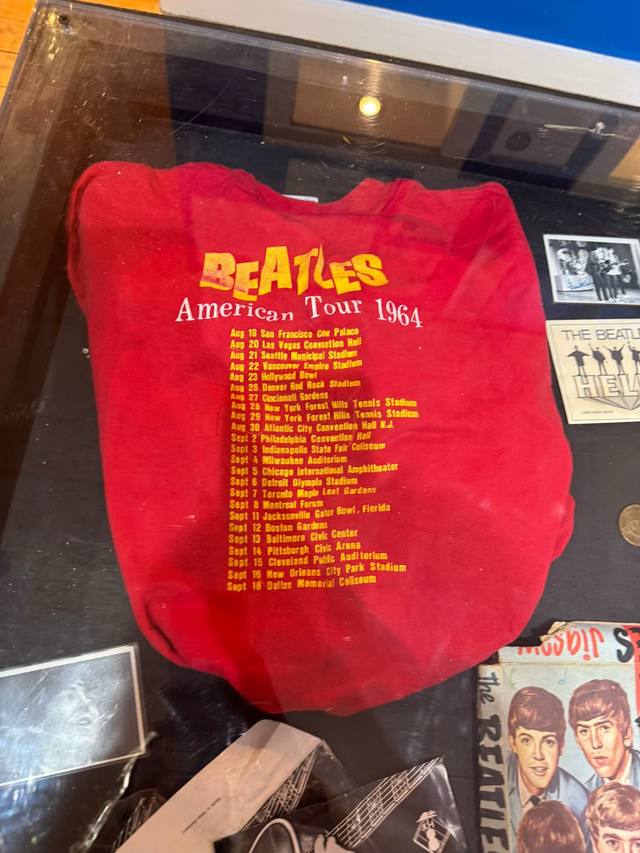 BEATLES
American Tour 1964
Aug 19 San Francisco Cow Palace
Aug 20 Las Vegas Convention Hall
Aug 21 Seattle Municipal Stadium
Aug 22 Vancouver Empire Stadium
Aug 23 Hollywood Bowl
Aug 26 Denver Red Rock Stadium
Aug 27 Cincinnati Gardens
Aug 28 New York Forest Hills Tennis Stadium
Aug 29 New York Forest Hills Tennis Stadium
Aug 30 Atlantic City Convention Hall N.J.
Sept 2 Philadelphia Convention Hall
Sept 3 Indianapolis State Fair Coliseum
Sept 4 Milwaukee Auditorium
Sept 5 Chicago International Amphitheater
Sept 6 Detroit Olympia Stadium
Sept 7 Toronto Maple Leaf Gardens
Sept 8 Montreal Forum
Sept 11 Jacksonville Gator Bowl, Florida
Sept 12 Boston Gardens
Sept 13 Baltimore Civic Center
Sept 14 Pittsburgh Civic Arena
Sept 15 Cleveland Public Auditorium
Sept 16 New Orleans City Park Stadium
Sept 18 Dallas Memorial Coliseum
THE BEATL
HEL
ES Jigsaw
The BEATLE